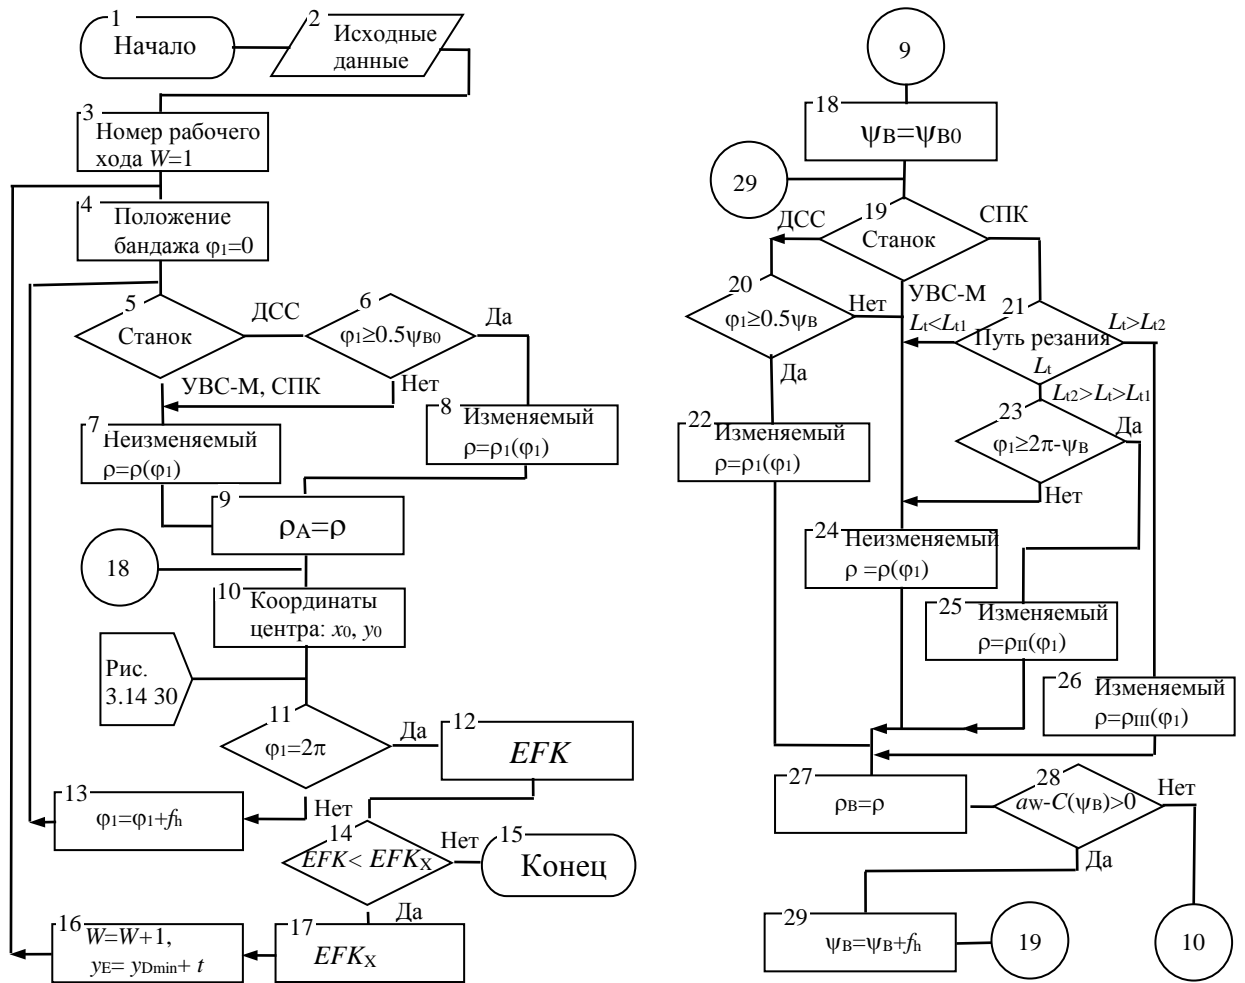 1
Начало
2
Исходные
данные
3
Номер рабочего
хода W=1
4
Положение
бандажа φ1=0
5
Станок
ДСС
6
φ1≥0.5ψB0
Да
Нет
УВС-М, СПК
7
Неизменяемый
ρ=ρ(φ1)
8
Изменяемый
ρ=ρ1(φ1)
9
ρA=ρ
18
10
Координаты
центра: x0, y0
Рис.
3.14 30
11
φ1=2π
Да
Нет
12
EFK
13
φ1=φ1+fh
14
EFK< EFKX
Нет
Да
15
Конец
16
W=W+1,
yE= yDmin+ t
17
EFKX
9
18
ψB=ψB0
29
19
Станок
ДСС
СПК
УВС-М
20
φ1≥0.5ψB
Нет
Да
21
Путь резания
Lt
Lt<Lt1
Lt>Lt2
Lt2>Lt>Lt1
22
Изменяемый
ρ=ρ1(φ1)
23
φ1≥2π-ψB
Да
Нет
24
Неизменяемый
ρ =ρ(φ1)
25
Изменяемый
ρ=ρII(φ1)
26
Изменяемый
ρ=ρIII(φ1)
27
ρB=ρ
28
aw-C(ψB)>0
Нет
Да
29
ψB=ψB+fh
19
10